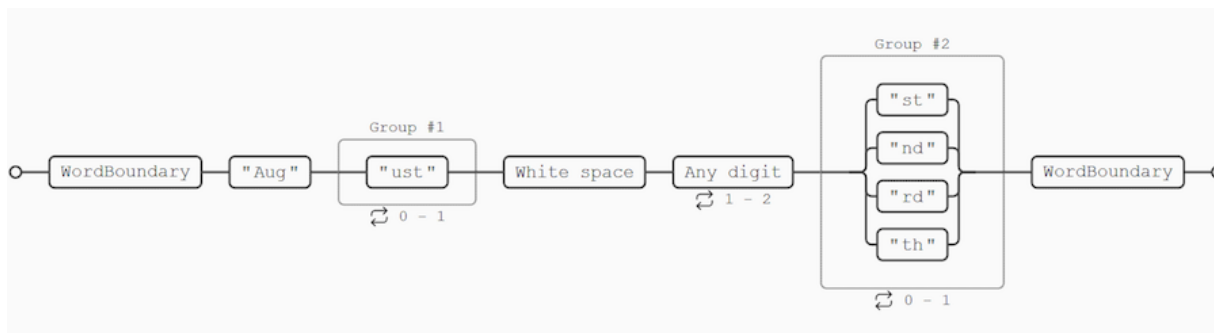 Group #2
"st"
Group #1
"nd"
WordBoundary "Aug" "ust" White space Any digit WordBoundary
"rd"
1 - 2
0 - 1
"th"
0 - 1